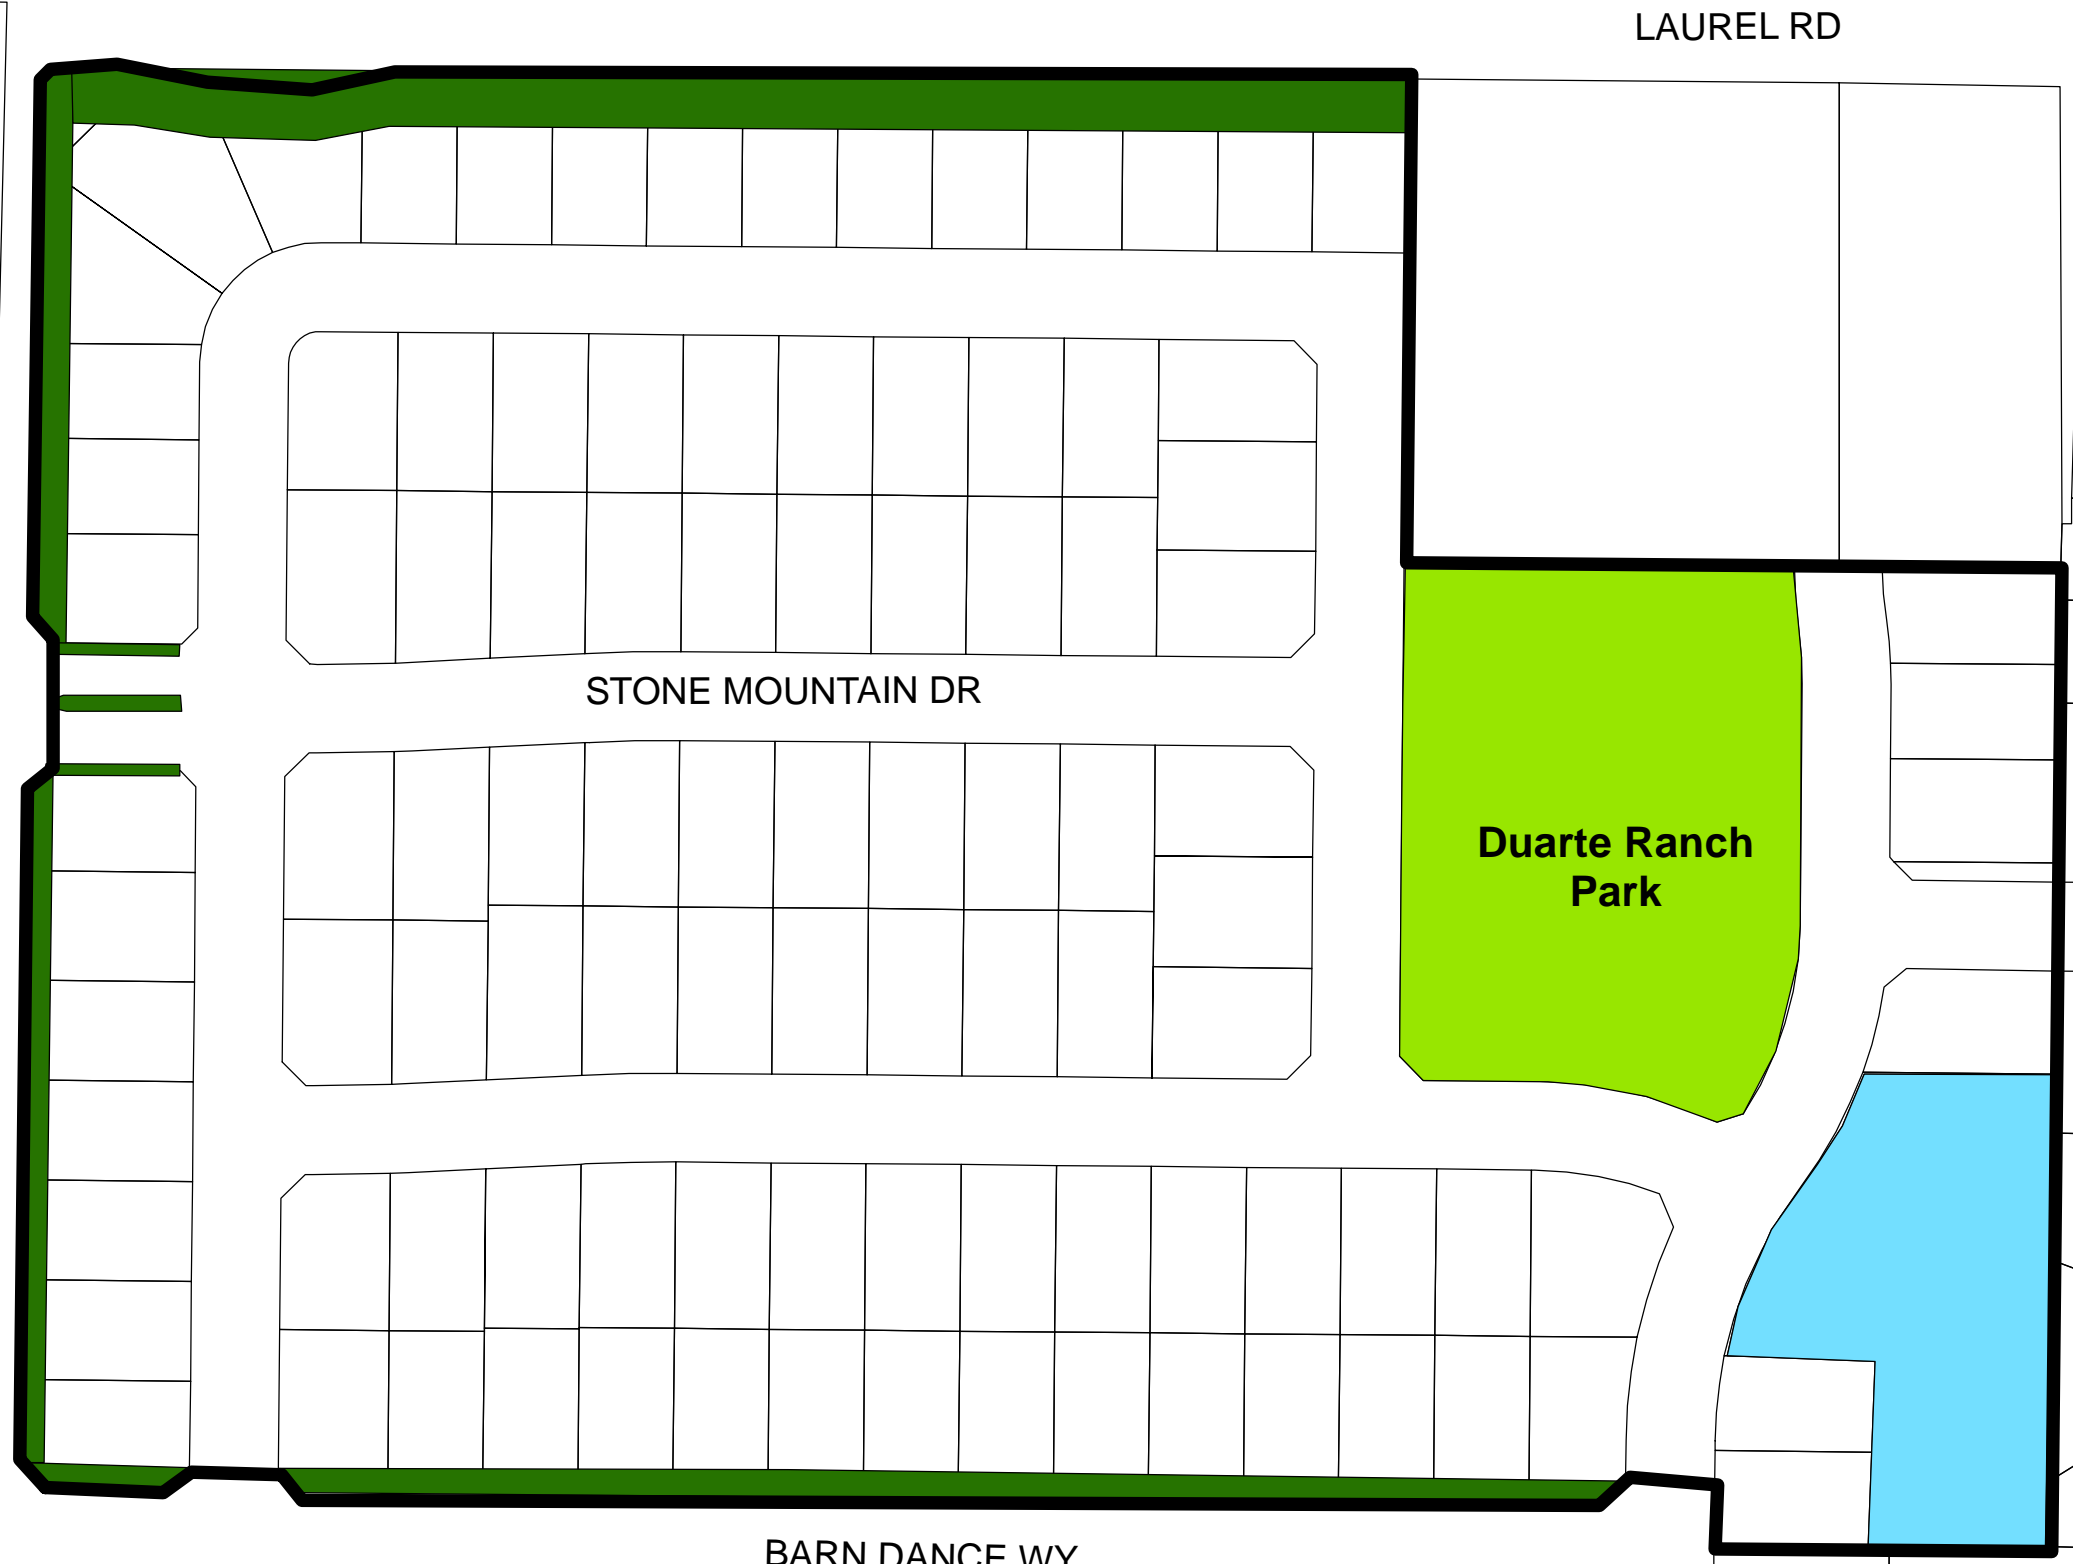 LAUREL RD
STONE MOUNTAIN DR
Duarte Ranch
Park
BARN DANCE WY